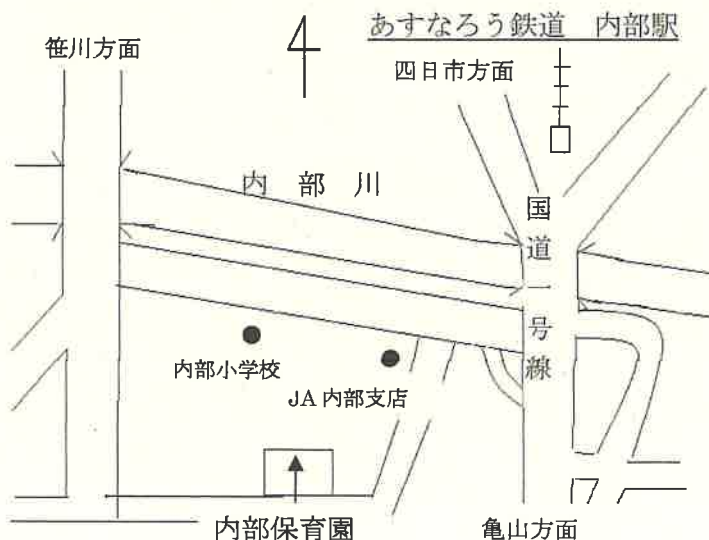 あすなろう鉄道　内部駅
笹川方面
四日市方面
内部川
国道一号線
内部小学校
JA 内部支店
内部保育園
亀山方面